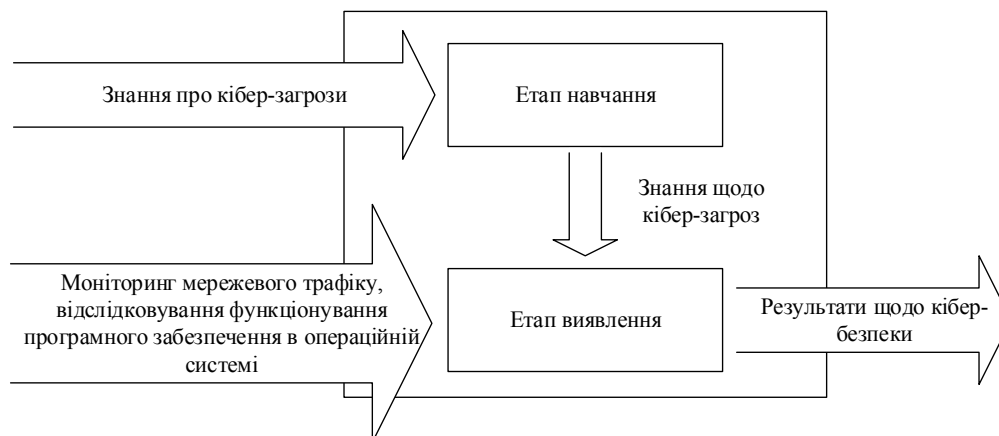 Знання про кібер-загрози
Етап навчання
Знання щодо
кібер-загроз
Моніторинг мережевого трафіку,
відслідковування функціонування
програмного забезпечення в операційній
системі
Етап виявлення
Результати щодо кібер-
безпеки